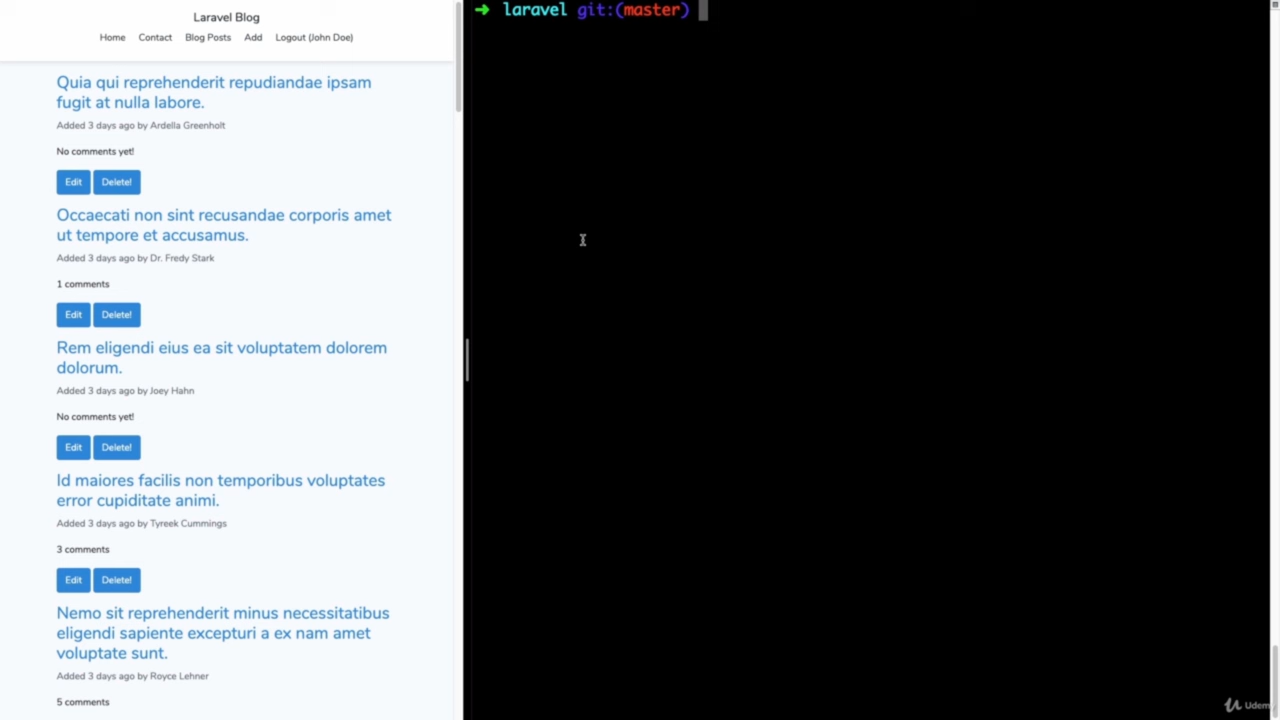 Laravel Blog
Home Contact Blog Posts Add Logout (John Doe)
Quia qui reprehenderit repudiandae ipsam
fugit at nulla labore.
Added 3 days ago by Ardella Greenholt
No comments yet!
Edit Delete!
Occaecati non sint recusandae corporis amet
ut tempore et accusamus.
Added 3 days ago by Dr. Fredy Stark
1 comments
Edit Delete!
Rem eligendi eius ea sit voluptatem dolorem
dolorum.
Added 3 days ago by Joey Hahn
No comments yet!
Edit Delete!
Id maiores facilis non temporibus voluptates
error cupiditate animi.
Added 3 days ago by Tyreek Cummings
3 comments
Edit Delete!
Nemo sit reprehenderit minus necessitatibus
eligendi sapiente excepturi a ex nam amet
voluptate sunt.
Added 3 days ago by Royce Lehner
5 comments
➜ laravel git:(master)
Udemy